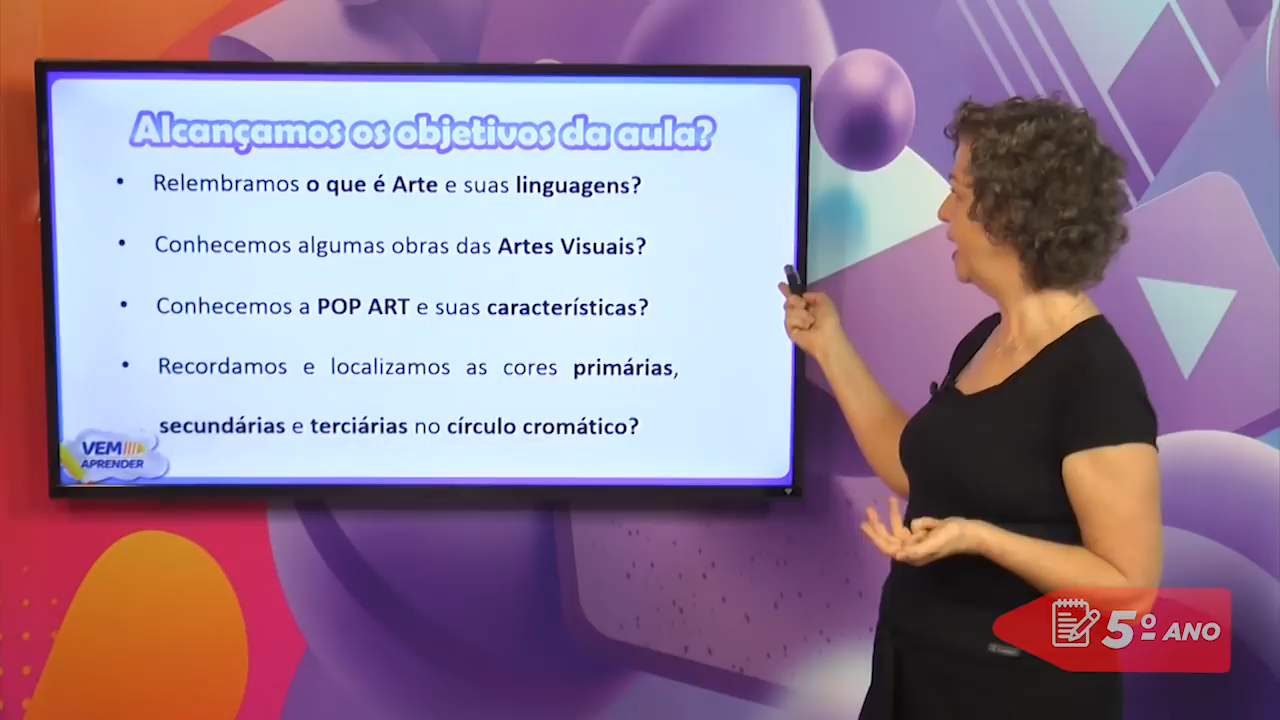 Alcançamos os objetivos da aula?
• Relembramos o que é Arte e suas linguagens?
• Conhecemos algumas obras das Artes Visuais?
• Conhecemos a POP ART e suas características?
• Recordamos e localizamos as cores primárias,
secundárias e terciárias no círculo cromático?
VEM
APRENDER
5º ANO